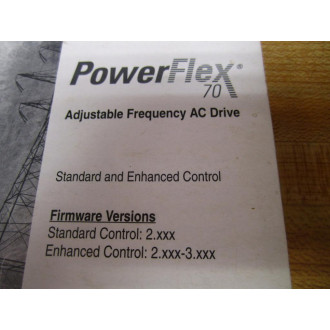 PowerFlex®
70
Adjustable Frequency AC Drive
Standard and Enhanced Control
Firmware Versions
Standard Control: 2.xxx
Enhanced Control: 2.xxx-3.xxx